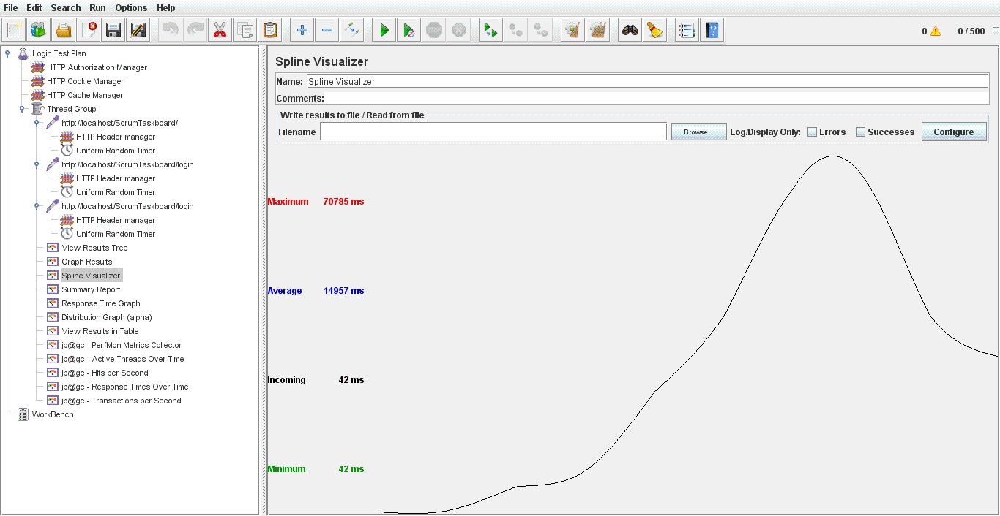 File Edit Search Run Options Help
0 0 / 500
Login Test Plan
HTTP Authorization Manager
HTTP Cookie Manager
HTTP Cache Manager
Thread Group
http://localhost/ScrumTaskboard/
HTTP Header manager
Uniform Random Timer
http://localhost/ScrumTaskboard/login
HTTP Header manager
Uniform Random Timer
http://localhost/ScrumTaskboard/login
HTTP Header manager
Uniform Random Timer
View Results Tree
Graph Results
Spline Visualizer
Summary Report
Response Time Graph
Distribution Graph (alpha)
View Results in Table
jp@gc - PerfMon Metrics Collector
jp@gc - Active Threads Over Time
jp@gc - Hits per Second
jp@gc - Response Times Over Time
jp@gc - Transactions per Second
WorkBench
Spline Visualizer
Name: Spline Visualizer
Comments:
Write results to file / Read from file
Filename Browse... Log/Display Only: Errors Successes Configure
Maximum 70785 ms
Average 14957 ms
Incoming 42 ms
Minimum 42 ms